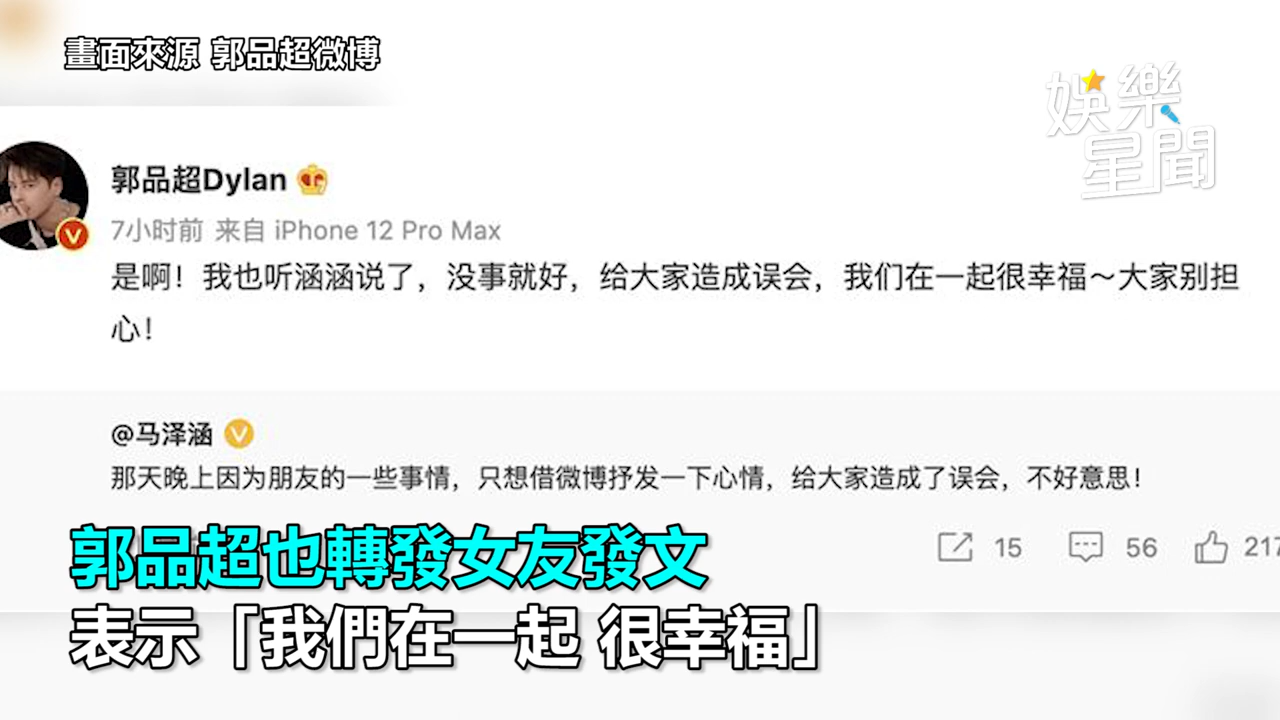 畫面來源 郭品超微博
娛樂
星聞
郭品超Dylan
7小时前 来自 iPhone 12 Pro Max
是啊！我也听涵涵说了，没事就好，给大家造成误会，我们在一起很幸福～大家别担
心！
@马泽涵
那天晚上因为朋友的一些事情，只想借微博抒发一下心情，给大家造成了误会，不好意思！
15 56 217
郭品超也轉發女友發文
表示「我們在一起 很幸福」